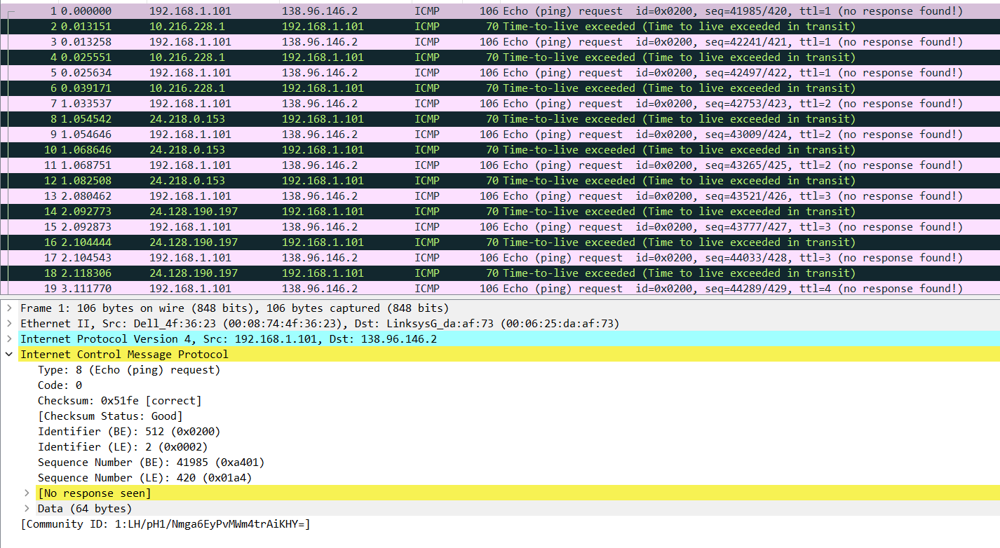 1 0.000000 192.168.1.101 138.96.146.2 ICMP 106 Echo (ping) request id=0x0200, seq=41985/420, ttl=1 (no response found!)
2 0.013151 10.216.228.1 192.168.1.101 ICMP 70 Time-to-live exceeded (Time to live exceeded in transit)
3 0.013258 192.168.1.101 138.96.146.2 ICMP 106 Echo (ping) request id=0x0200, seq=42241/421, ttl=1 (no response found!)
4 0.025551 10.216.228.1 192.168.1.101 ICMP 70 Time-to-live exceeded (Time to live exceeded in transit)
5 0.025634 192.168.1.101 138.96.146.2 ICMP 106 Echo (ping) request id=0x0200, seq=42497/422, ttl=1 (no response found!)
6 0.039171 10.216.228.1 192.168.1.101 ICMP 70 Time-to-live exceeded (Time to live exceeded in transit)
7 1.033537 192.168.1.101 138.96.146.2 ICMP 106 Echo (ping) request id=0x0200, seq=42753/423, ttl=2 (no response found!)
8 1.054542 24.218.0.153 192.168.1.101 ICMP 70 Time-to-live exceeded (Time to live exceeded in transit)
9 1.054646 192.168.1.101 138.96.146.2 ICMP 106 Echo (ping) request id=0x0200, seq=43009/424, ttl=2 (no response found!)
10 1.068646 24.218.0.153 192.168.1.101 ICMP 70 Time-to-live exceeded (Time to live exceeded in transit)
11 1.068751 192.168.1.101 138.96.146.2 ICMP 106 Echo (ping) request id=0x0200, seq=43265/425, ttl=2 (no response found!)
12 1.082508 24.218.0.153 192.168.1.101 ICMP 70 Time-to-live exceeded (Time to live exceeded in transit)
13 2.080462 192.168.1.101 138.96.146.2 ICMP 106 Echo (ping) request id=0x0200, seq=43521/426, ttl=3 (no response found!)
14 2.092773 24.128.190.197 192.168.1.101 ICMP 70 Time-to-live exceeded (Time to live exceeded in transit)
15 2.092873 192.168.1.101 138.96.146.2 ICMP 106 Echo (ping) request id=0x0200, seq=43777/427, ttl=3 (no response found!)
16 2.104444 24.128.190.197 192.168.1.101 ICMP 70 Time-to-live exceeded (Time to live exceeded in transit)
17 2.104543 192.168.1.101 138.96.146.2 ICMP 106 Echo (ping) request id=0x0200, seq=44033/428, ttl=3 (no response found!)
18 2.118306 24.128.190.197 192.168.1.101 ICMP 70 Time-to-live exceeded (Time to live exceeded in transit)
19 3.111770 192.168.1.101 138.96.146.2 ICMP 106 Echo (ping) request id=0x0200, seq=44289/429, ttl=4 (no response found!)
Frame 1: 106 bytes on wire (848 bits), 106 bytes captured (848 bits)
Ethernet II, Src: Dell_4f:36:23 (00:08:74:4f:36:23), Dst: LinksysG_da:af:73 (00:06:25:da:af:73)
Internet Protocol Version 4, Src: 192.168.1.101, Dst: 138.96.146.2
Internet Control Message Protocol
Type: 8 (Echo (ping) request)
Code: 0
Checksum: 0x51fe [correct]
[Checksum Status: Good]
Identifier (BE): 512 (0x0200)
Identifier (LE): 2 (0x0002)
Sequence Number (BE): 41985 (0xa401)
Sequence Number (LE): 420 (0x01a4)
[No response seen]
Data (64 bytes)
[Community ID: 1:LH/pH1/Nmga6EyPvMWm4trAiKHY=]